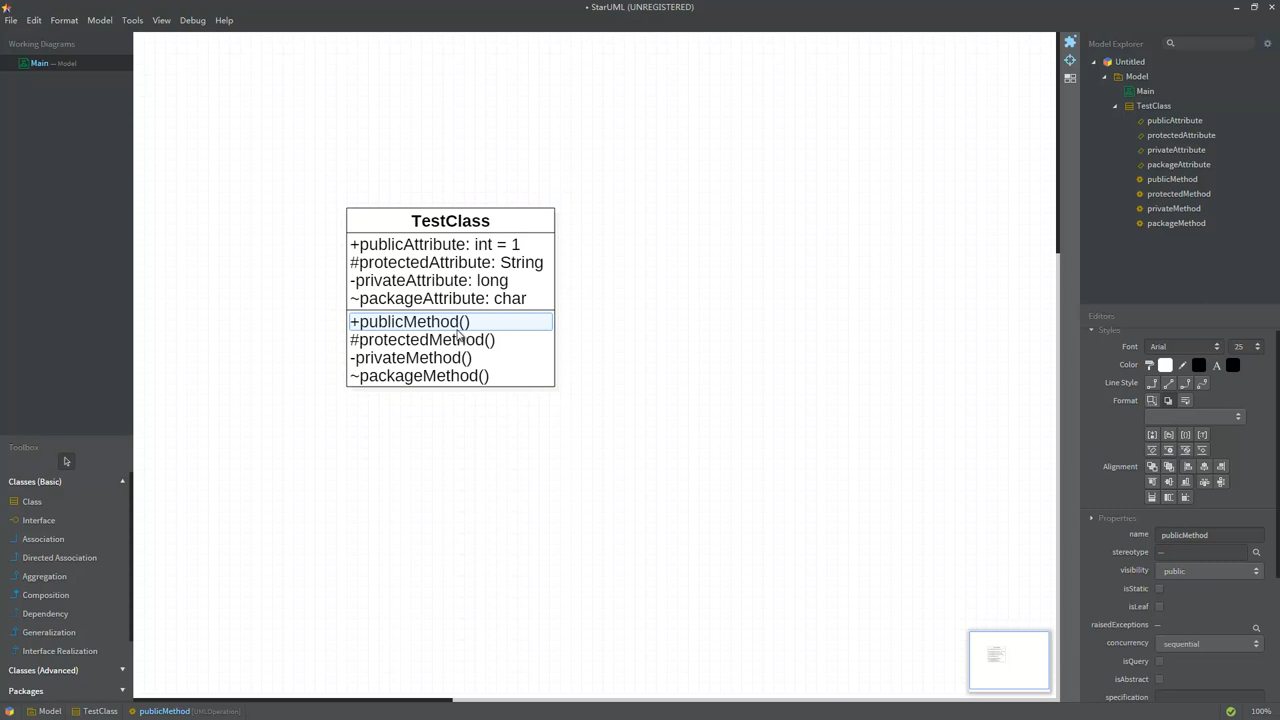 • StarUML (UNREGISTERED)
File Edit Format Model Tools View Debug Help
Working Diagrams
Main — Model
TestClass
+publicAttribute: int = 1
#protectedAttribute: String
-privateAttribute: long
~packageAttribute: char
+publicMethod()
#protectedMethod()
-privateMethod()
~packageMethod()
Toolbox
Classes (Basic)
Class
Interface
Association
Directed Association
Aggregation
Composition
Dependency
Generalization
Interface Realization
Classes (Advanced)
Packages
Model Explorer
Untitled
Model
Main
TestClass
publicAttribute
protectedAttribute
privateAttribute
packageAttribute
publicMethod
protectedMethod
privateMethod
packageMethod
Editors
Styles
Font Arial 25
Color A
Line Style
Format
Alignment
Properties
name publicMethod
stereotype —
visibility public
isStatic
isLeaf
raisedExceptions —
concurrency sequential
isQuery
isAbstract
specification
Model TestClass publicMethod [UMLOperation] 100%